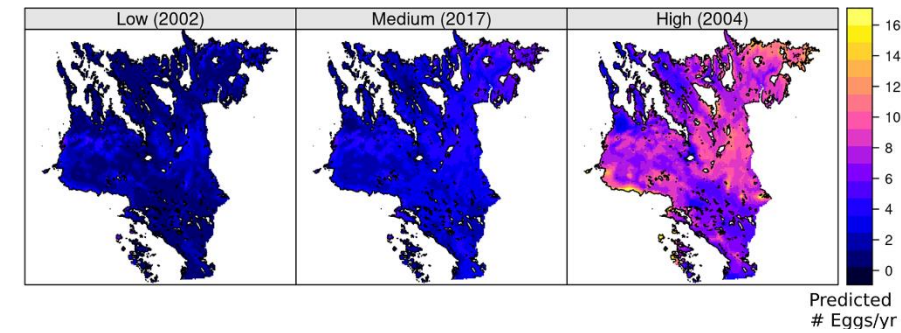 Low (2002)
Medium (2017)
High (2004)
16
14
12
10
8
6
4
2
0
Predicted
# Eggs/yr